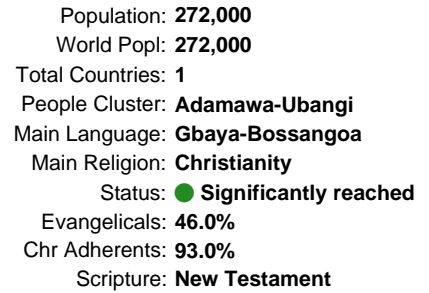 Population: 272,000
World Popl: 272,000
Total Countries: 1
People Cluster: Adamawa-Ubangi
Main Language: Gbaya-Bossangoa
Main Religion: Christianity
Status: Significantly reached
Evangelicals: 46.0%
Chr Adherents: 93.0%
Scripture: New Testament